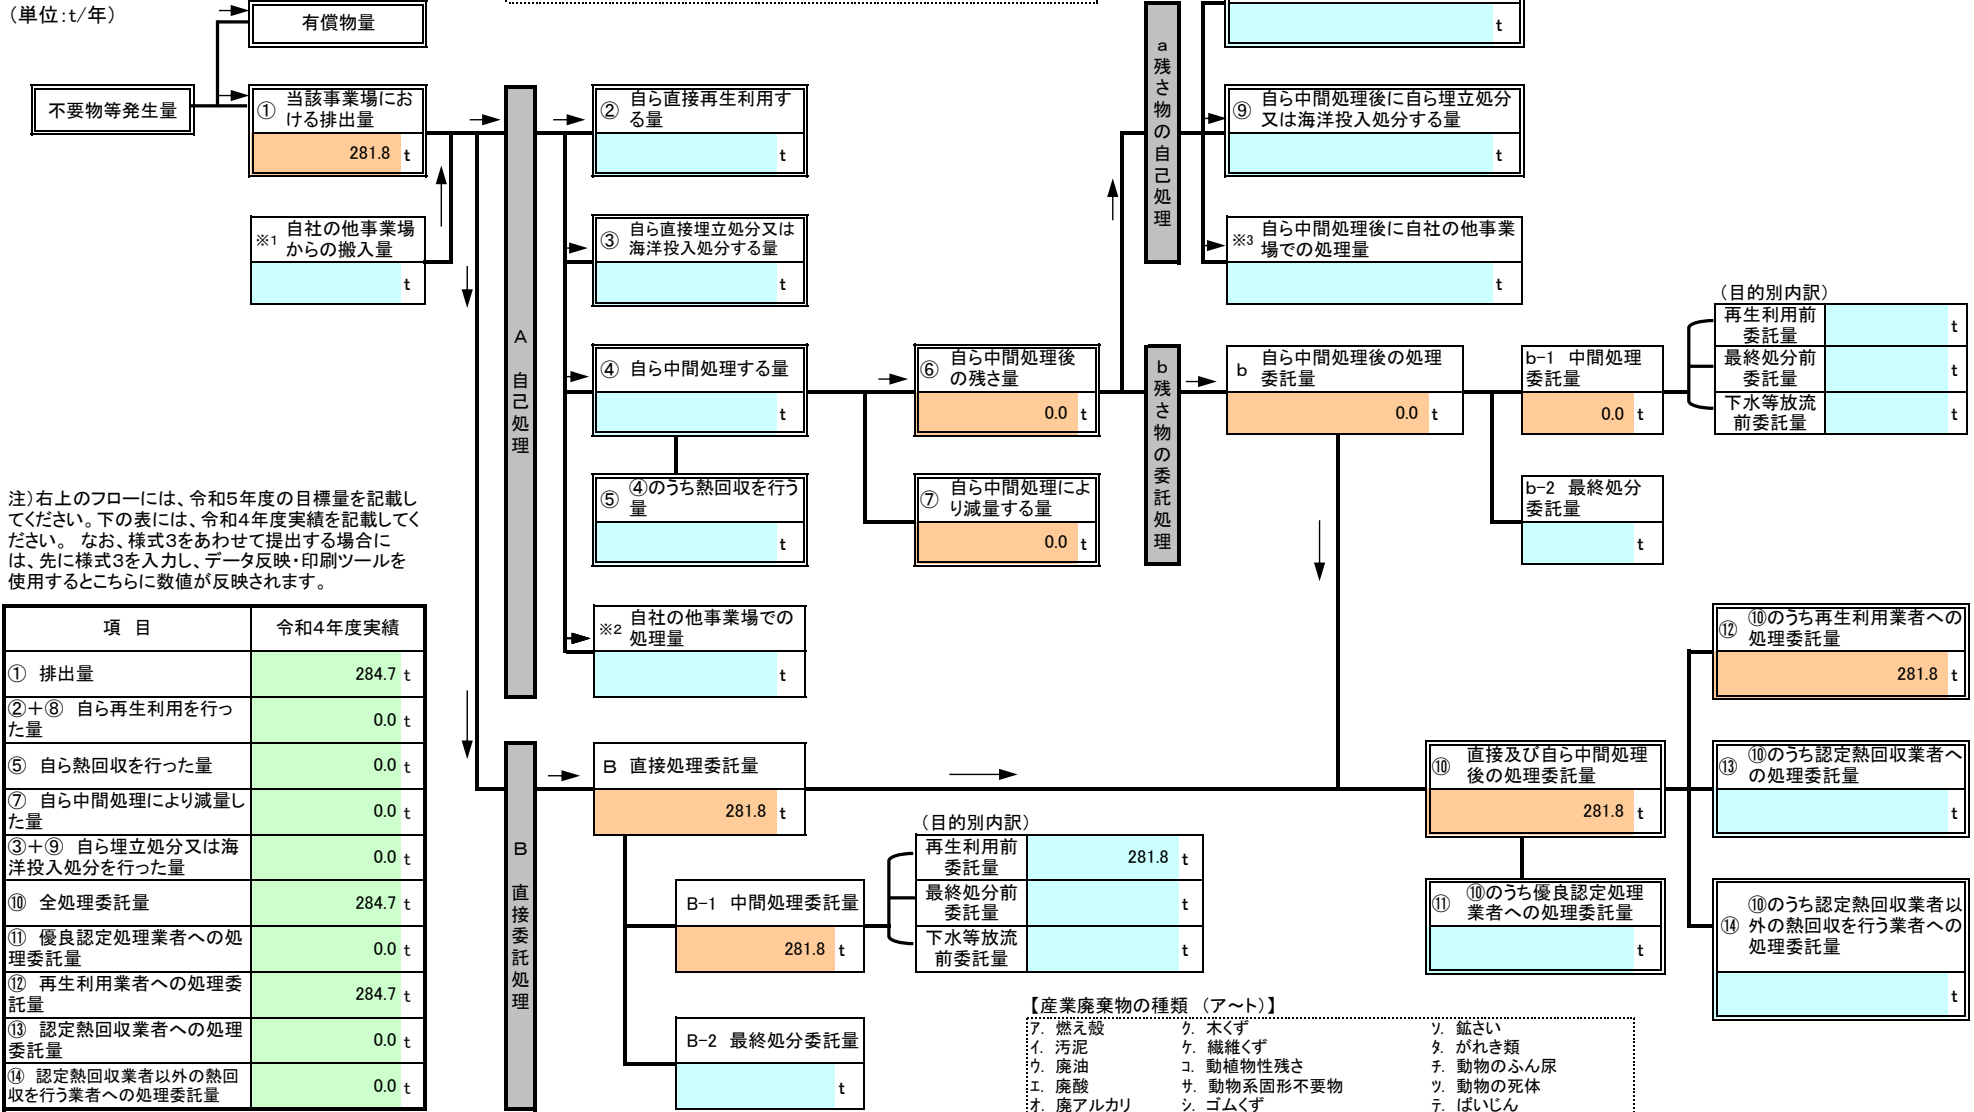 (単位:t/年)
有償物量
不要物等発生量
① 当該事業場にお
ける排出量
281.8 t
※1 自社の他事業場
からの搬入量
t
A 自己処理
② 自ら直接再生利用す
る量
t
③ 自ら直接埋立処分又は
海洋投入処分する量
t
④ 自ら中間処理する量
t
⑤ ④のうち熱回収を行う
量
t
※2 自社の他事業場での
処理量
t
⑥ 自ら中間処理後
の残さ量
0.0 t
⑦ 自ら中間処理によ
り減量する量
0.0 t
a 残さ物の自己処理
t
⑨ 自ら中間処理後に自ら埋立処分
又は海洋投入処分する量
t
※3 自ら中間処理後に自社の他事業
場での処理量
t
b 残さ物の委託処理
b 自ら中間処理後の処理
委託量
0.0 t
b-1 中間処理
委託量
0.0 t
(目的別内訳)
再生利用前
委託量
t
最終処分前
委託量
t
下水等放流
前委託量
t
b-2 最終処分
委託量
t
注)右上のフローには、令和5年度の目標量を記載し
てください。下の表には、令和4年度実績を記載してく
ださい。 なお、様式3をあわせて提出する場合に
は、先に様式3を入力し、データ反映・印刷ツールを
使用するとこちらに数値が反映されます。
項 目 令和4年度実績
① 排出量 284.7 t
②+⑧ 自ら再生利用を行っ
た量 0.0 t
⑤ 自ら熱回収を行った量 0.0 t
⑦ 自ら中間処理により減量し
た量 0.0 t
③+⑨ 自ら埋立処分又は海
洋投入処分を行った量 0.0 t
⑩ 全処理委託量 284.7 t
⑪ 優良認定処理業者への処
理委託量 0.0 t
⑫ 再生利用業者への処理委
託量 284.7 t
⑬ 認定熱回収業者への処理
委託量 0.0 t
⑭ 認定熱回収業者以外の熱回
収を行う業者への処理委託量 0.0 t
B 直接委託処理
B 直接処理委託量
281.8 t
B-1 中間処理委託量
281.8 t
(目的別内訳)
再生利用前
委託量
281.8 t
最終処分前
委託量
t
下水等放流
前委託量
t
B-2 最終処分委託量
t
⑩ 直接及び自ら中間処理
後の処理委託量
281.8 t
⑪ ⑩のうち優良認定処理
業者への処理委託量
t
⑫ ⑩のうち再生利用業者への
処理委託量
281.8 t
⑬ ⑩のうち認定熱回収業者へ
の処理委託量
t
⑭ ⑩のうち認定熱回収業者以
外の熱回収を行う業者への
処理委託量
t
【産業廃棄物の種類 (ア~ト)】
ア. 燃え殻 ク. 木くず ソ. 鉱さい
イ. 汚泥 ケ. 繊維くず タ. がれき類
ウ. 廃油 コ. 動植物性残さ チ. 動物のふん尿
エ. 廃酸 サ. 動物系固形不要物 ツ. 動物の死体
オ. 廃アルカリ シ. ゴムくず テ. ばいじん